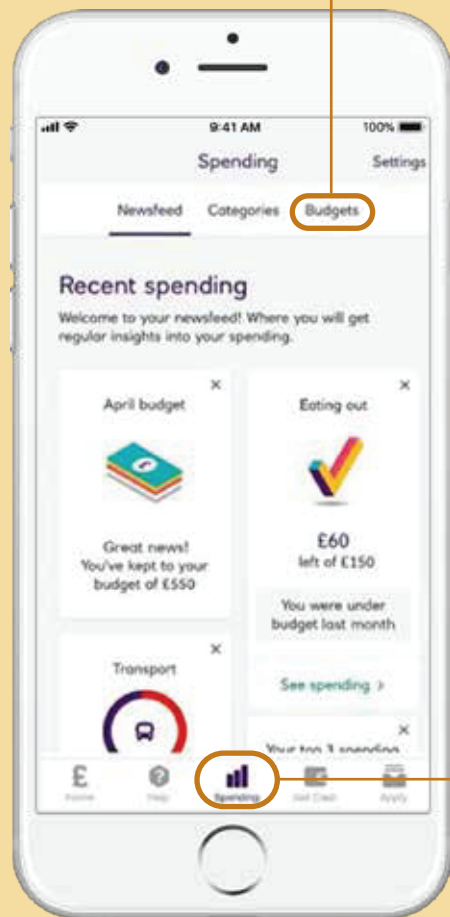 9:41 AM
100%
Spending
Settings
Newsfeed
Categories
Budgets
Recent spending
Welcome to your newsfeed! Where you will get
regular insights into your spending.
April budget
Great news!
You've kept to your
budget of £550
Eating out
£60
left of £150
You were under
budget last month
See spending >
Transport
Your top 3 spending
£
Home
Help
Spending
Get Cash
Apply